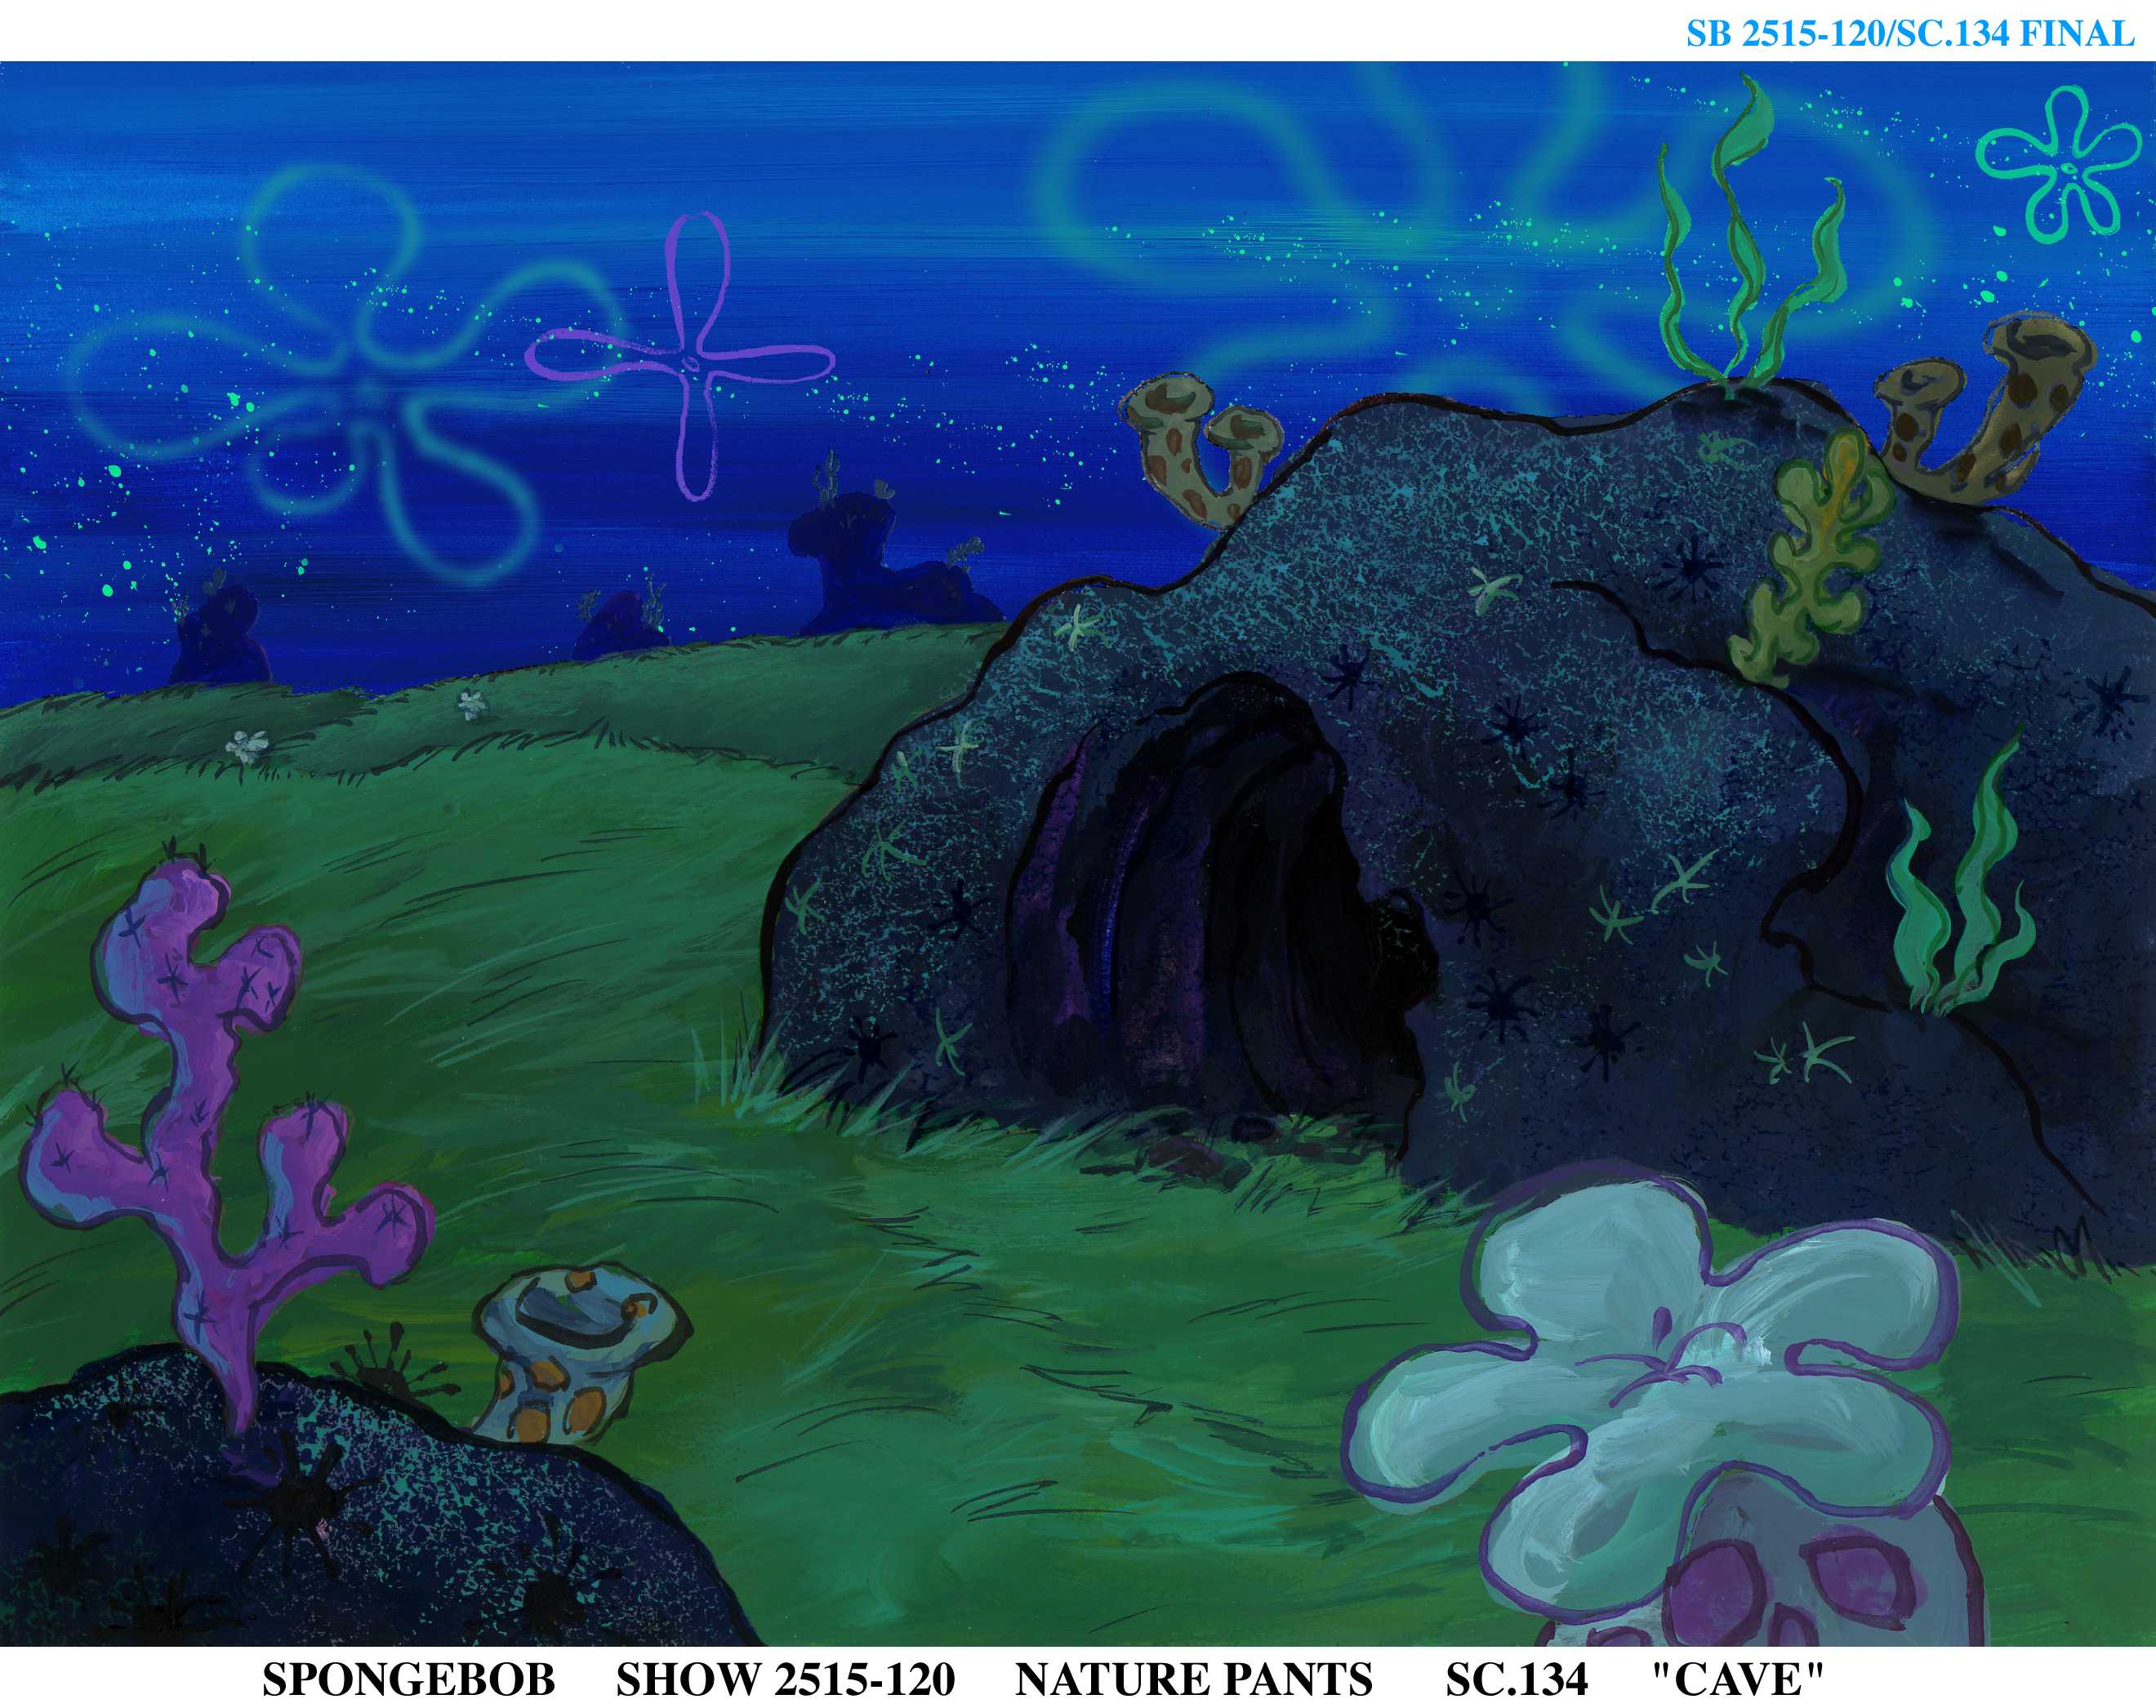 SB 2515-120/SC.134 FINAL
SPONGEBOB SHOW 2515-120 NATURE PANTS SC.134 "CAVE"